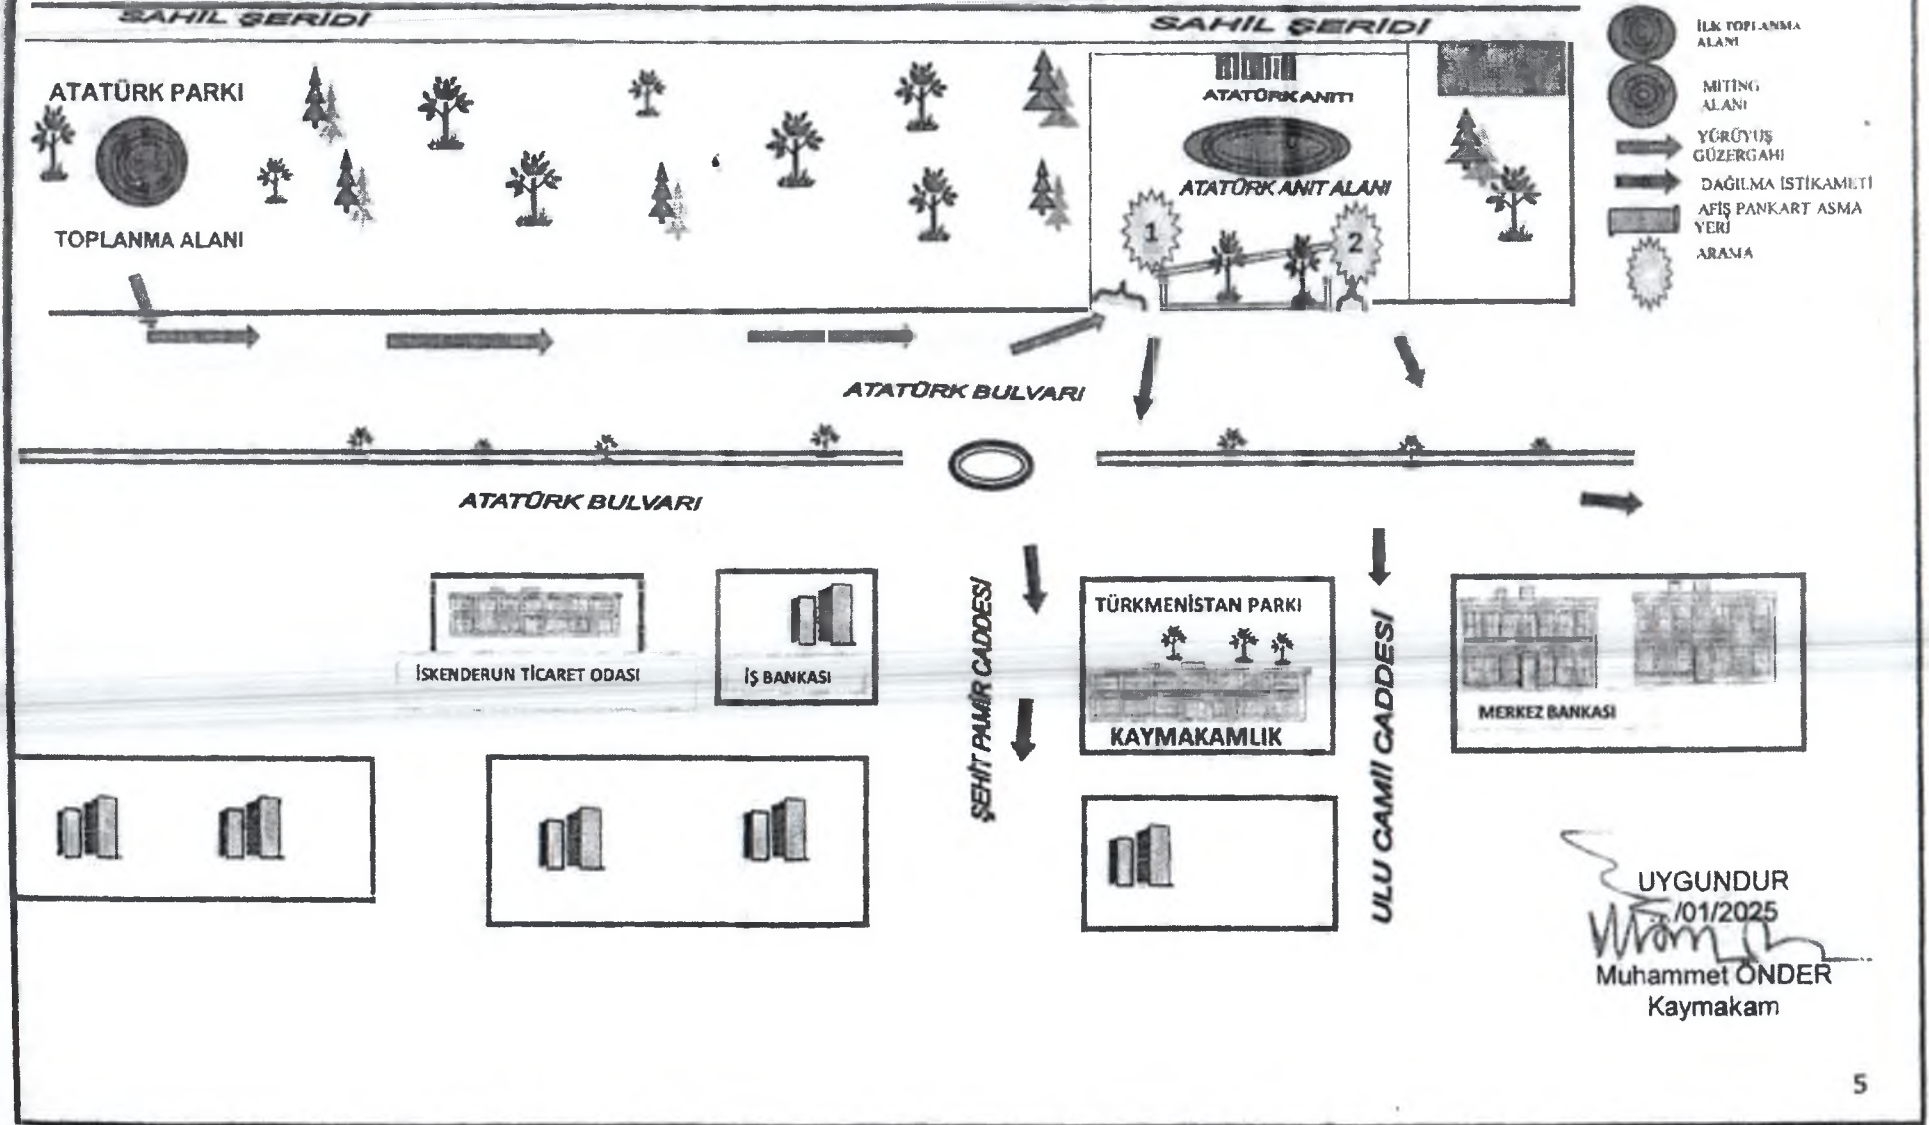 SAHİL ŞERİDİ
SAHİL ŞERİDİ
İLK TOPLANMA
ALANI
MİTİNG
ALANI
YÜRÜYUŞ
GÜZERGAHI
DAĞILMA İSTİKAMETİ
AFİŞ PANKART ASMA
YERİ
ARAMA
ATATÜRK PARKI
TOPLANMA ALANI
ATATÜRK ANITI
ATATÜRK ANIT ALANI
1
2
ATATÜRK BULVARI
ATATÜRK BULVARI
İSKENDERUN TİCARET ODASI
İŞ BANKASI
ŞEHİT PAMİR CADDESİ
TÜRKMENİSTAN PARKI
KAYMAKAMLIK
ULU CAMİİ CADDESİ
MERKEZ BANKASI
UYGUNDUR
/01/2025
Muhammet ÖNDER
Kaymakam
5